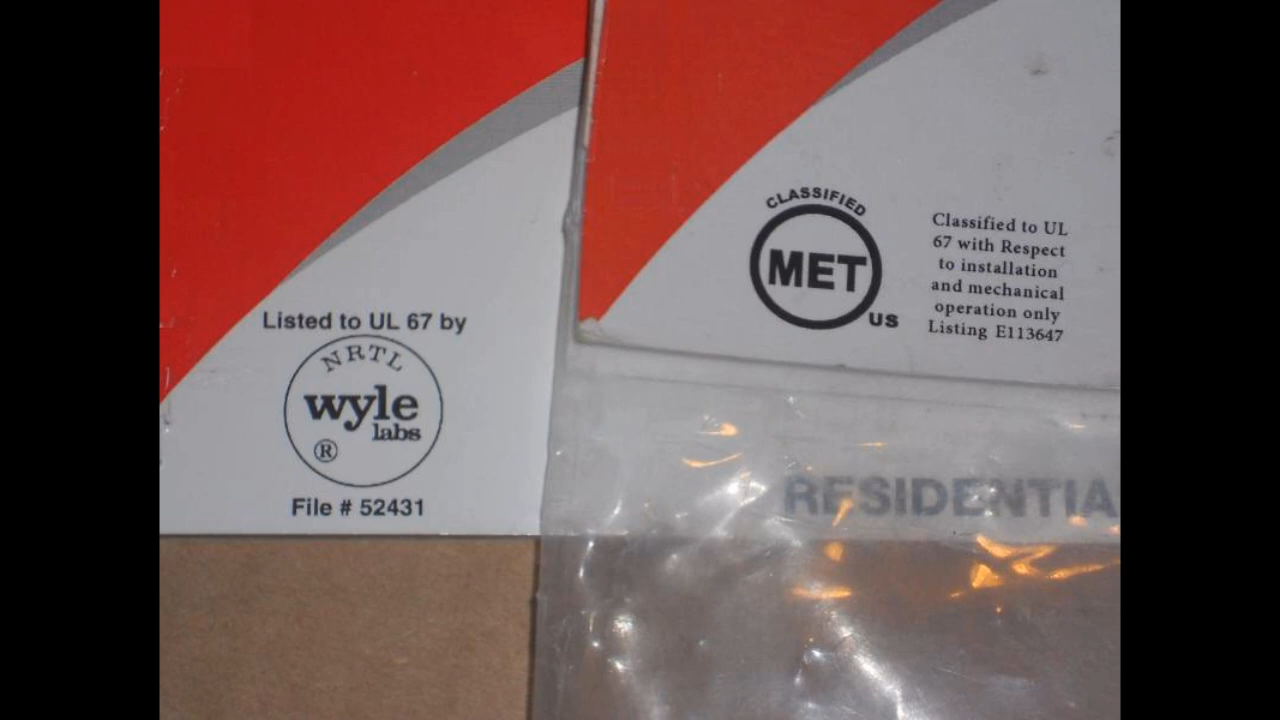 Listed to UL 67 by
NRTL
wyle
labs
®
File # 52431
CLASSIFIED
MET
US
Classified to UL
67 with Respect
to installation
and mechanical
operation only
Listing E113647
RESIDENTIA